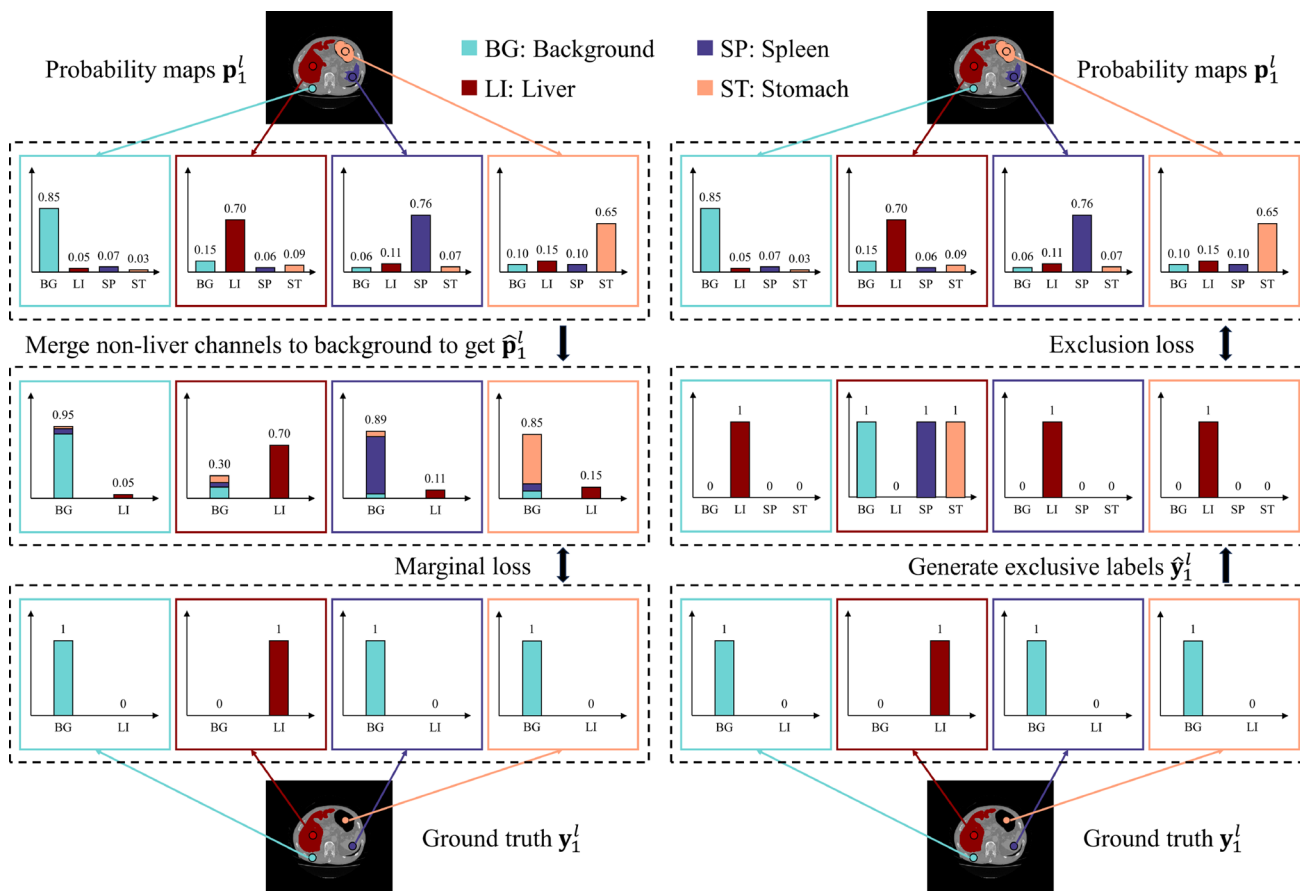 Probability maps p₁ˡ
BG: Background
SP: Spleen
LI: Liver
ST: Stomach
Probability maps p₁ˡ
0.85
0.05
0.07
0.03
BG LI SP ST
0.15
0.70
0.06
0.09
BG LI SP ST
0.06
0.11
0.76
0.07
BG LI SP ST
0.10
0.15
0.10
0.65
BG LI SP ST
0.85
0.05
0.07
0.03
BG LI SP ST
0.15
0.70
0.06
0.09
BG LI SP ST
0.06
0.11
0.76
0.07
BG LI SP ST
0.10
0.15
0.10
0.65
BG LI SP ST
Merge non-liver channels to background to get p̂₁ˡ
Exclusion loss
0.95
0.05
BG LI
0.30
0.70
BG LI
0.89
0.11
BG LI
0.85
0.15
BG LI
0 1 0 0
BG LI SP ST
1 0 1 1
BG LI SP ST
0 1 0 0
BG LI SP ST
0 1 0 0
BG LI SP ST
Marginal loss
Generate exclusive labels ŷ₁ˡ
1 0
BG LI
0 1
BG LI
1 0
BG LI
1 0
BG LI
1 0
BG LI
0 1
BG LI
1 0
BG LI
1 0
BG LI
Ground truth y₁ˡ
Ground truth y₁ˡ